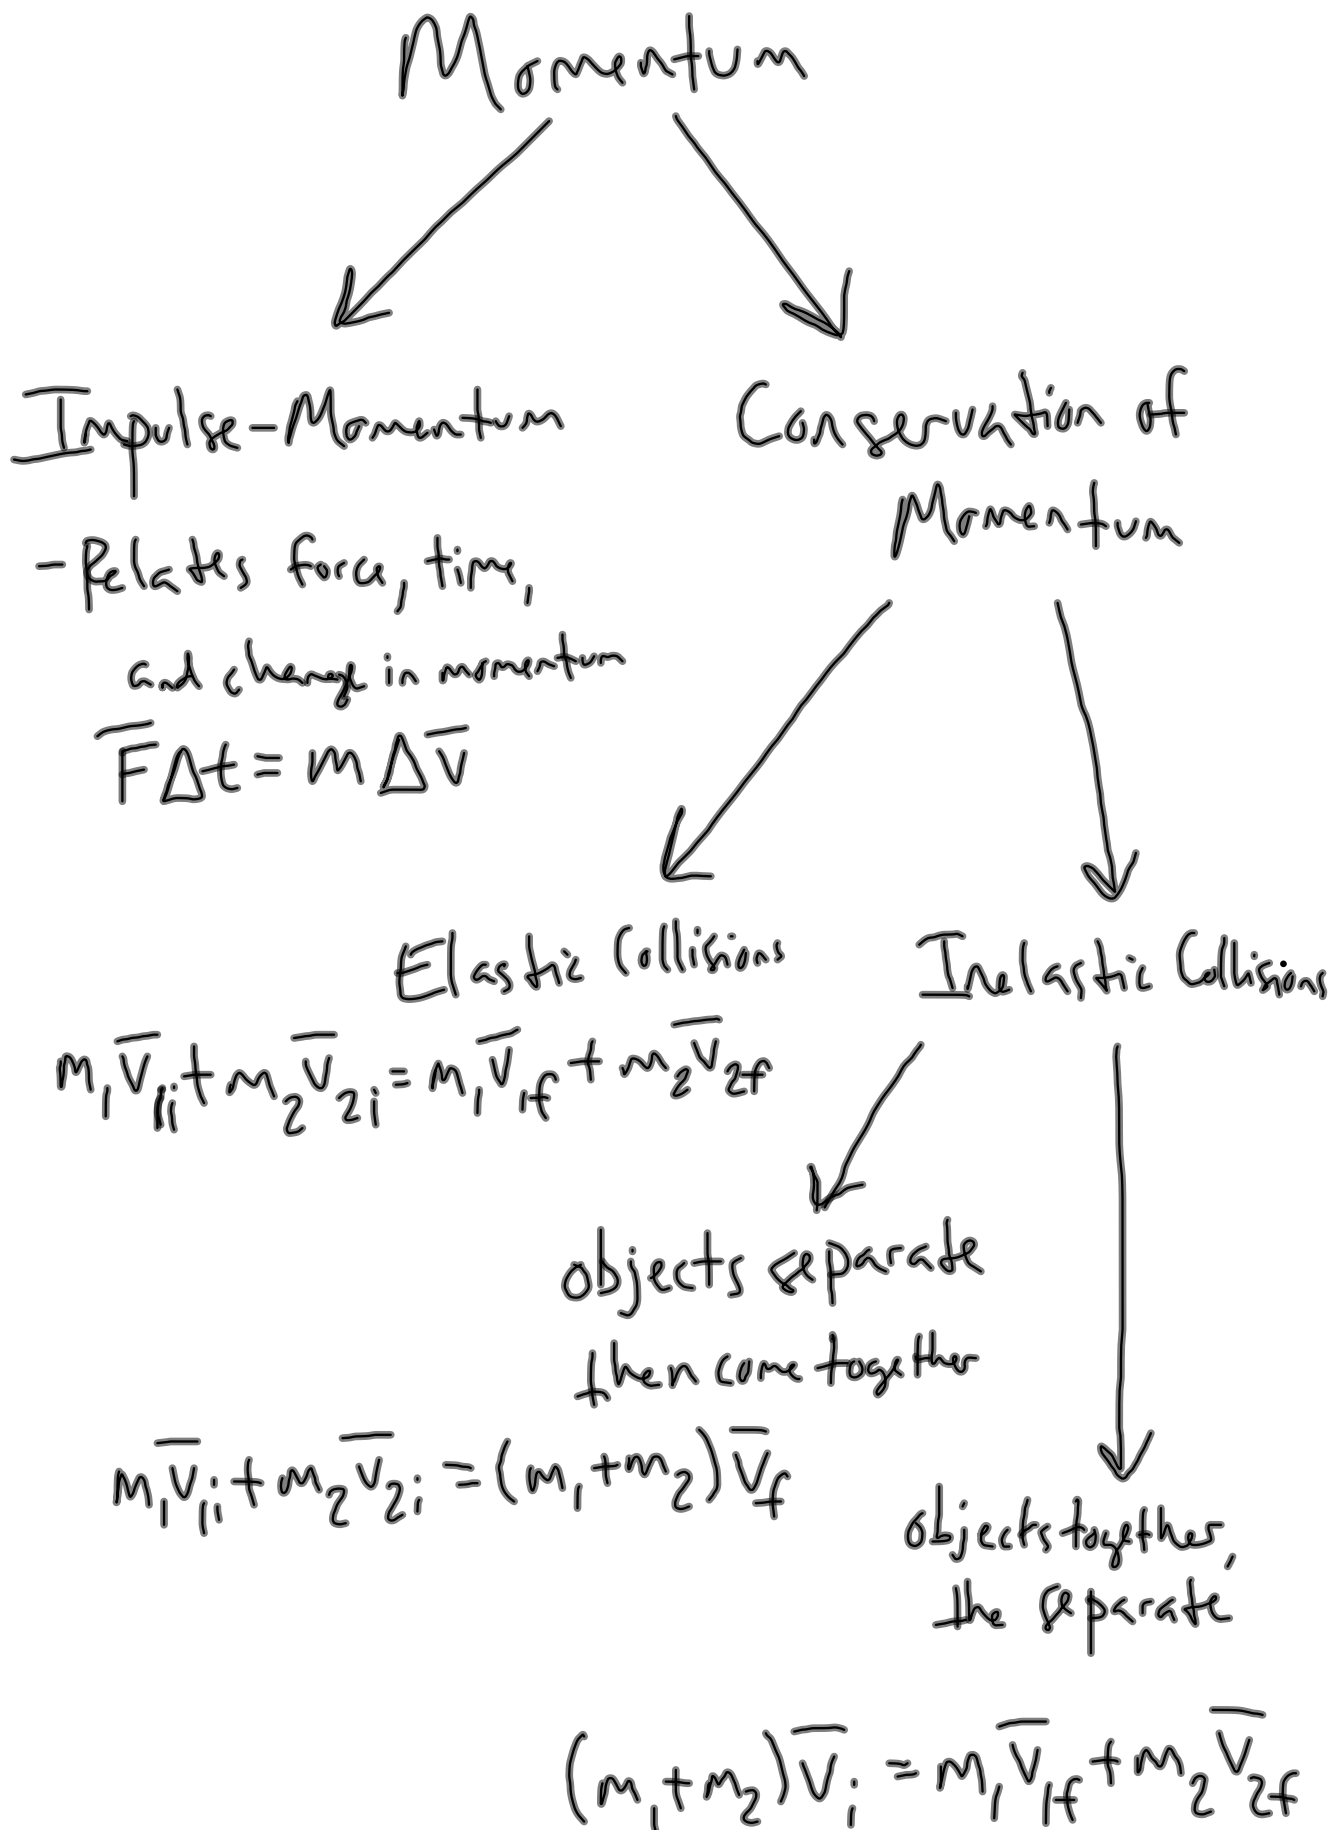 Momentum
Impulse-Momentum
- Relates force, time,
and change in momentum
F̅Δt = mΔv̅
Conservation of
Momentum
Elastic Collisions
m₁v̅₁ᵢ + m₂v̅₂ᵢ = m₁v̅₁f + m₂v̅₂f
Inelastic Collisions
objects separate
then come together
m₁v̅₁ᵢ + m₂v̅₂ᵢ = (m₁+m₂)v̅f
objects together,
the separate
(m₁+m₂)v̅ᵢ = m₁v̅₁f + m₂v̅₂f